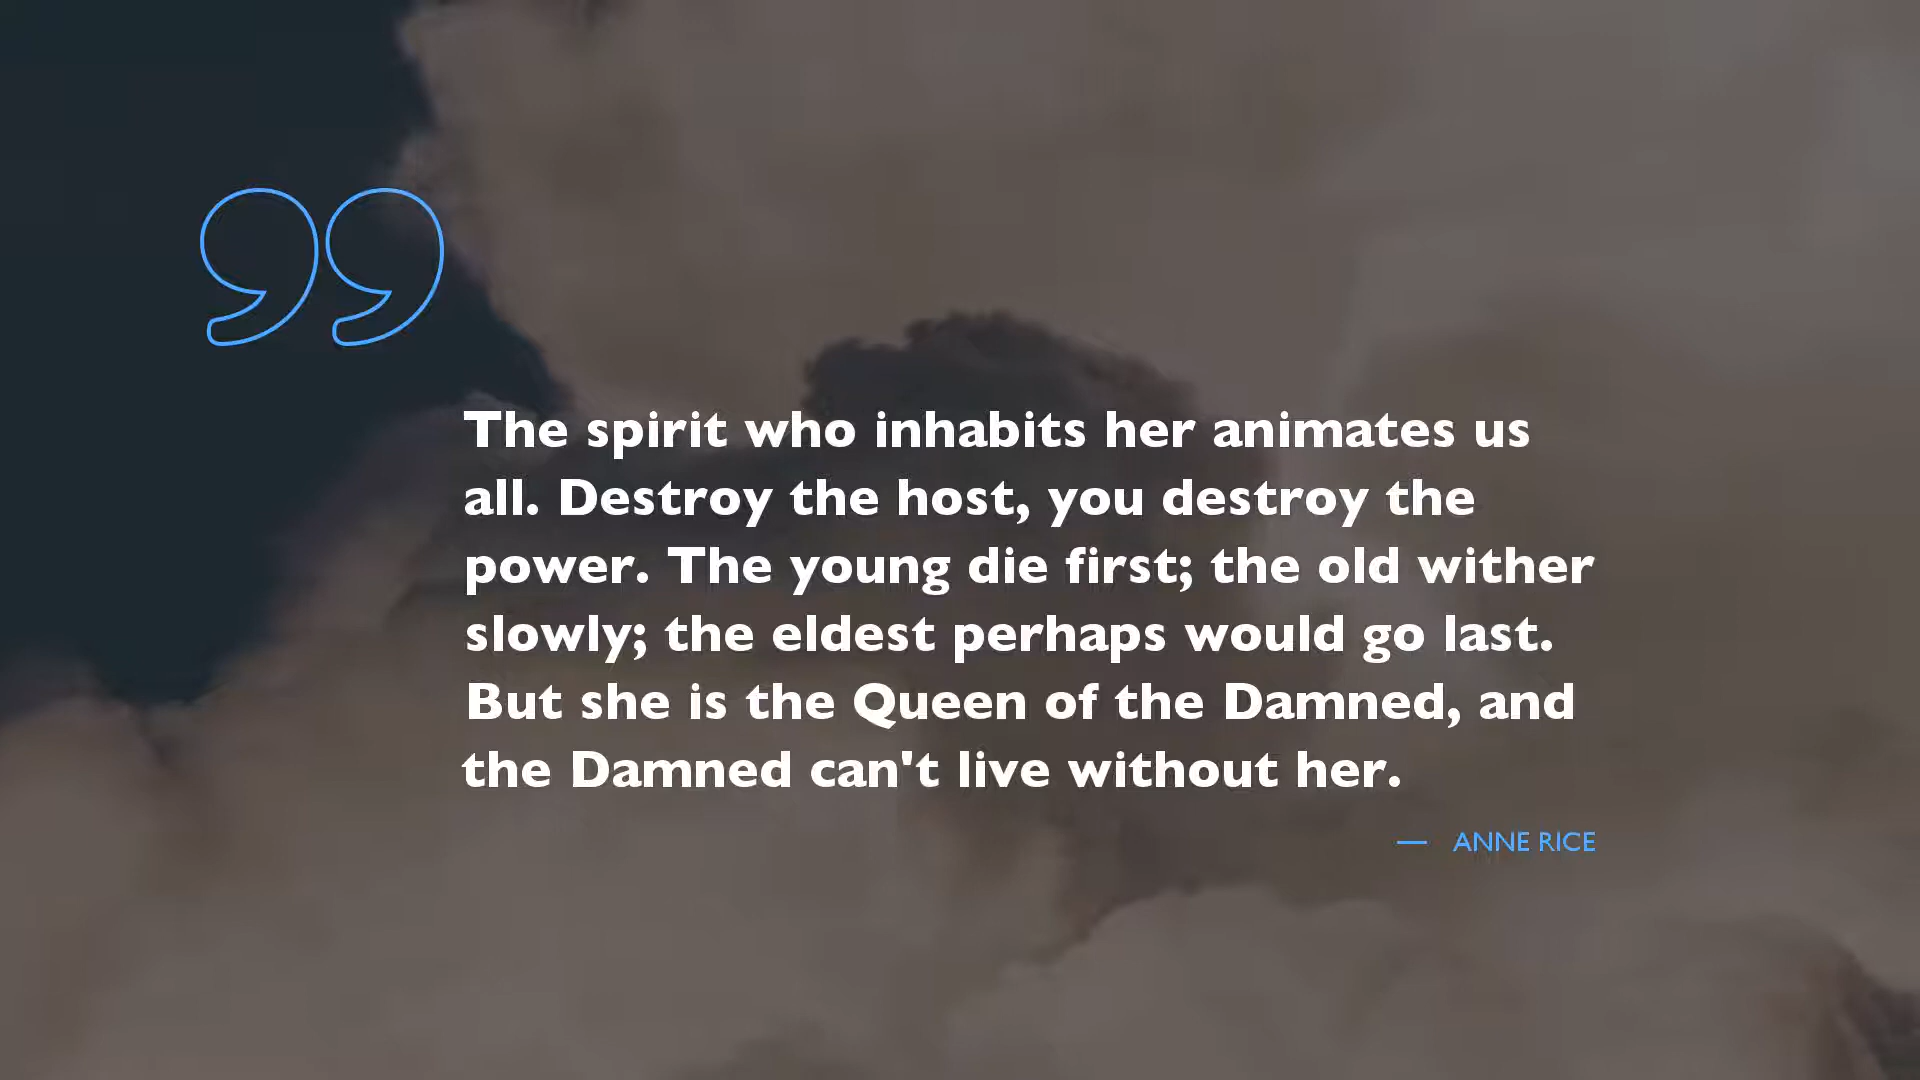 ”
The spirit who inhabits her animates us
all. Destroy the host, you destroy the
power. The young die first; the old wither
slowly; the eldest perhaps would go last.
But she is the Queen of the Damned, and
the Damned can't live without her.
— ANNE RICE